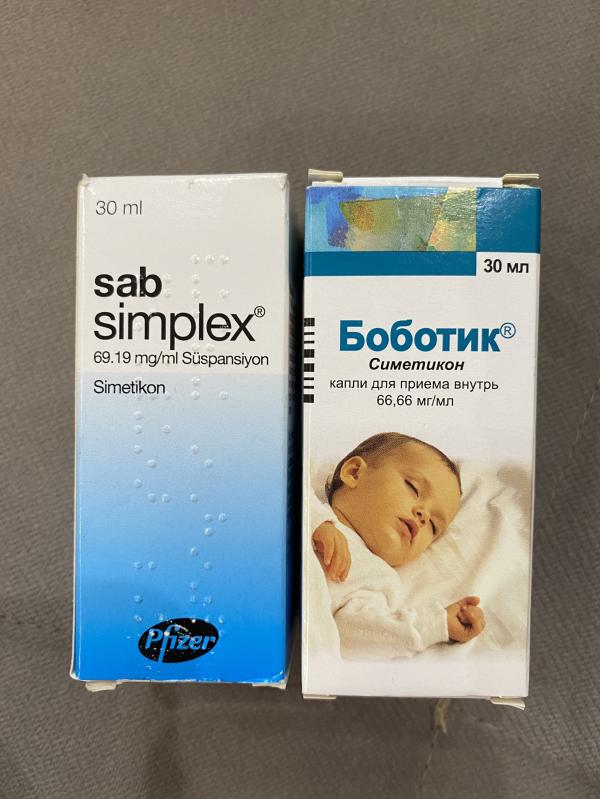 30 ml
sab
simplex®
69.19 mg/ml Süspansiyon
Simetikon
Pfizer
30 мл
Боботик®
Симетикон
капли для приема внутрь
66,66 мг/мл